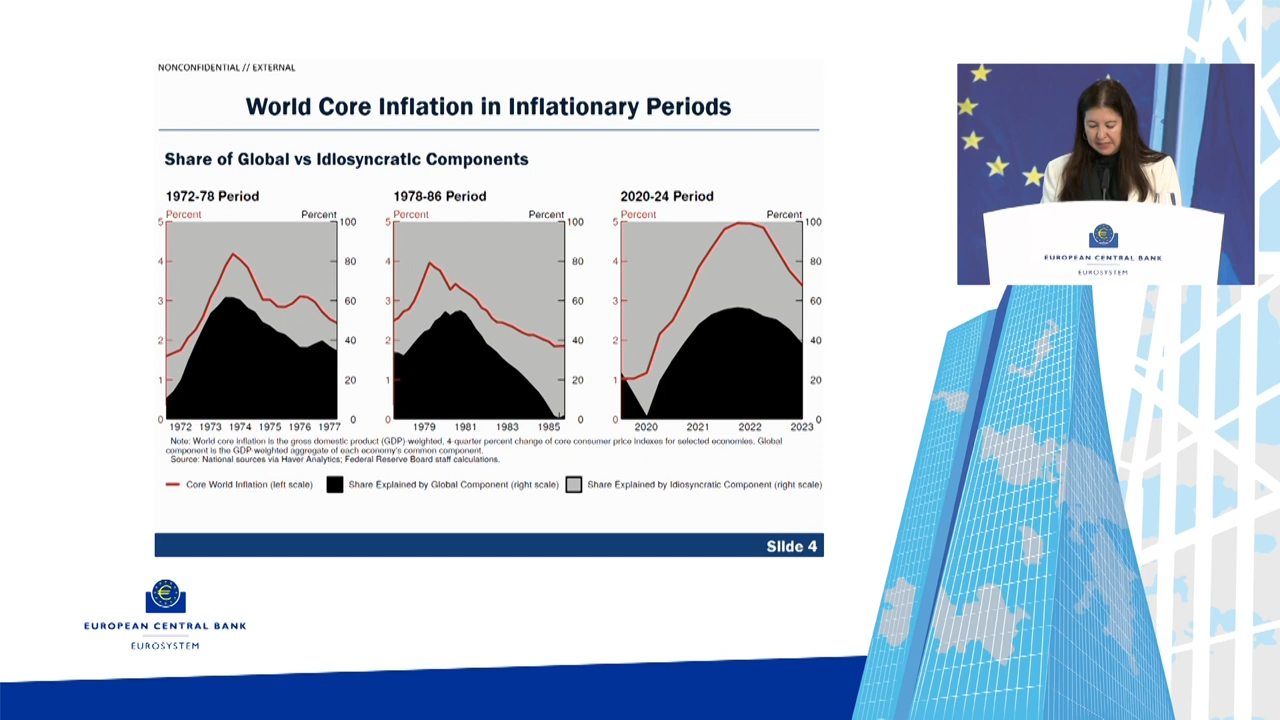 NONCONFIDENTIAL // EXTERNAL
World Core Inflation in Inflationary Periods
Share of Global vs Idiosyncratic Components
1972-78 Period
Percent Percent
5 100
4 80
3 60
2 40
1 20
0 0
1972 1973 1974 1975 1976 1977
1978-86 Period
Percent Percent
5 100
4 80
3 60
2 40
1 20
0 0
1979 1981 1983 1985
2020-24 Period
Percent Percent
5 100
4 80
3 60
2 40
1 20
0 0
2020 2021 2022 2023
Note: World core inflation is the gross domestic product (GDP)-weighted, 4-quarter percent change of core consumer price indexes for selected economies. Global
component is the GDP-weighted aggregate of each economy's common component.
Source: National sources via Haver Analytics; Federal Reserve Board staff calculations.
Core World Inflation (left scale) Share Explained by Global Component (right scale) Share Explained by Idiosyncratic Component (right scale)
Slide 4
EUROPEAN CENTRAL BANK
EUROSYSTEM
EUROPEAN CENTRAL BANK
EUROSYSTEM